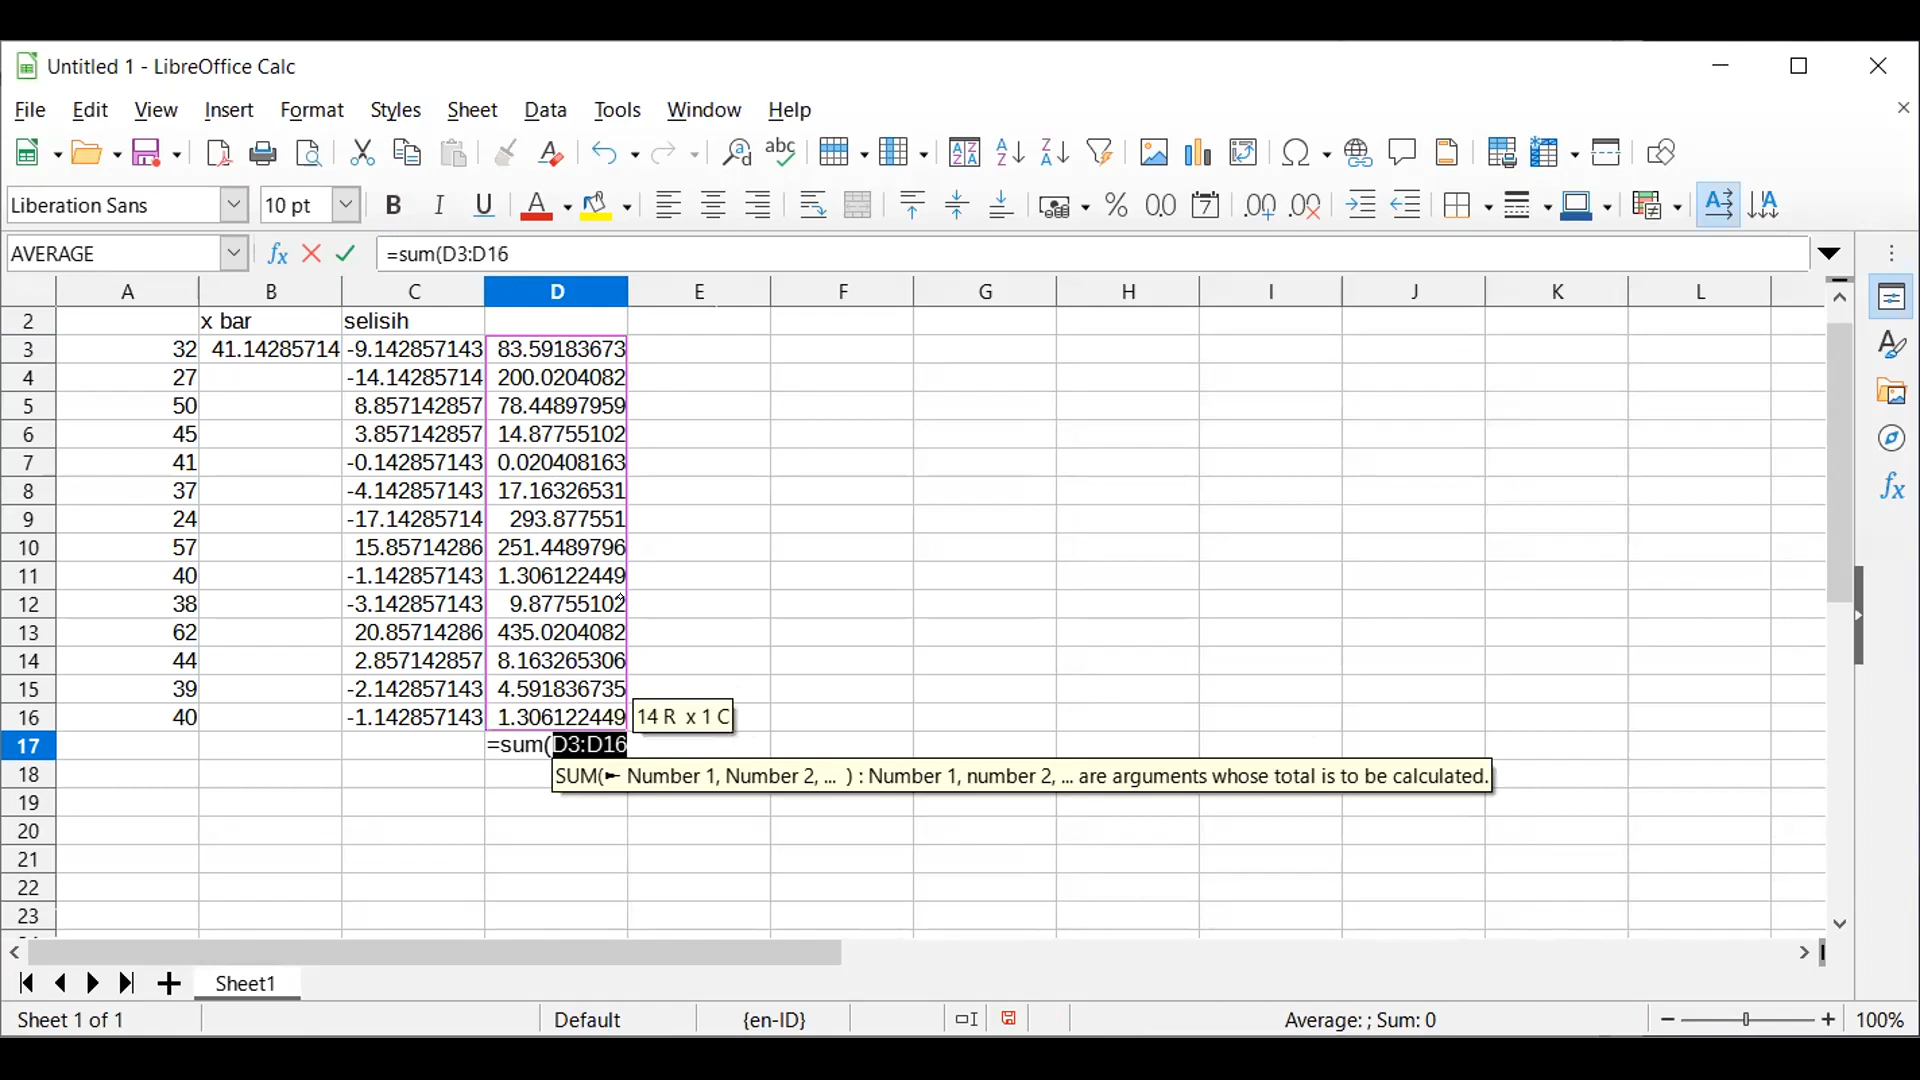 Untitled 1 - LibreOffice Calc
File Edit View Insert Format Styles Sheet Data Tools Window Help
Liberation Sans 10 pt
AVERAGE =sum(D3:D16
A B C D E F G H I J K L
2 x bar selisih
3 32 41.14285714 -9.142857143 83.59183673
4 27 -14.14285714 200.0204082
5 50 8.857142857 78.44897959
6 45 3.857142857 14.87755102
7 41 -0.142857143 0.020408163
8 37 -4.142857143 17.16326531
9 24 -17.14285714 293.877551
10 57 15.85714286 251.4489796
11 40 -1.142857143 1.306122449
12 38 -3.142857143 9.87755102
13 62 20.85714286 435.0204082
14 44 2.857142857 8.163265306
15 39 -2.142857143 4.591836735
16 40 -1.142857143 1.306122449 14 R x 1 C
17 =sum(D3:D16
18 SUM( Number 1, Number 2, ... ) : Number 1, number 2, ... are arguments whose total is to be calculated.
19
20
21
22
23
Sheet1
Sheet 1 of 1 Default {en-ID} Average: ; Sum: 0 100%